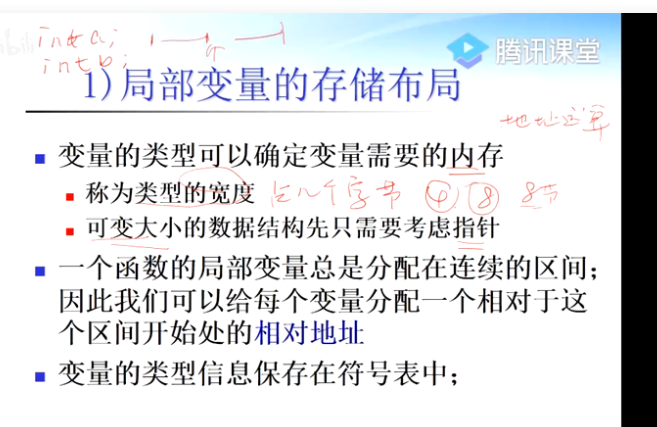 int a;
int b;
腾讯课堂
1)局部变量的存储布局
地址运算
变量的类型可以确定变量需要的内存
称为类型的宽度 占几个字节 4 8 8节
可变大小的数据结构先只需要考虑指针
一个函数的局部变量总是分配在连续的区间；
因此我们可以给每个变量分配一个相对于这
个区间开始处的相对地址
变量的类型信息保存在符号表中；